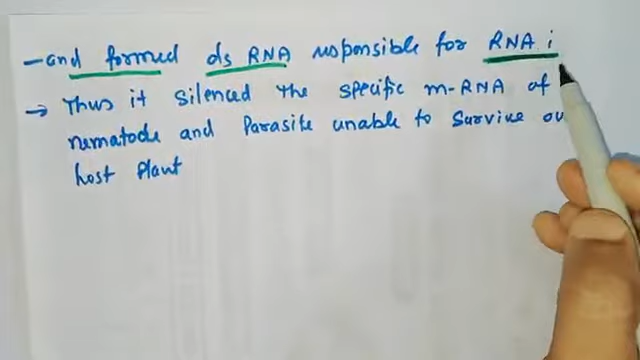 - and formed ds RNA responsible for RNA i
→ Thus it silenced the specific m-RNA of
nematode and Parasite unable to Survive ov
host Plant